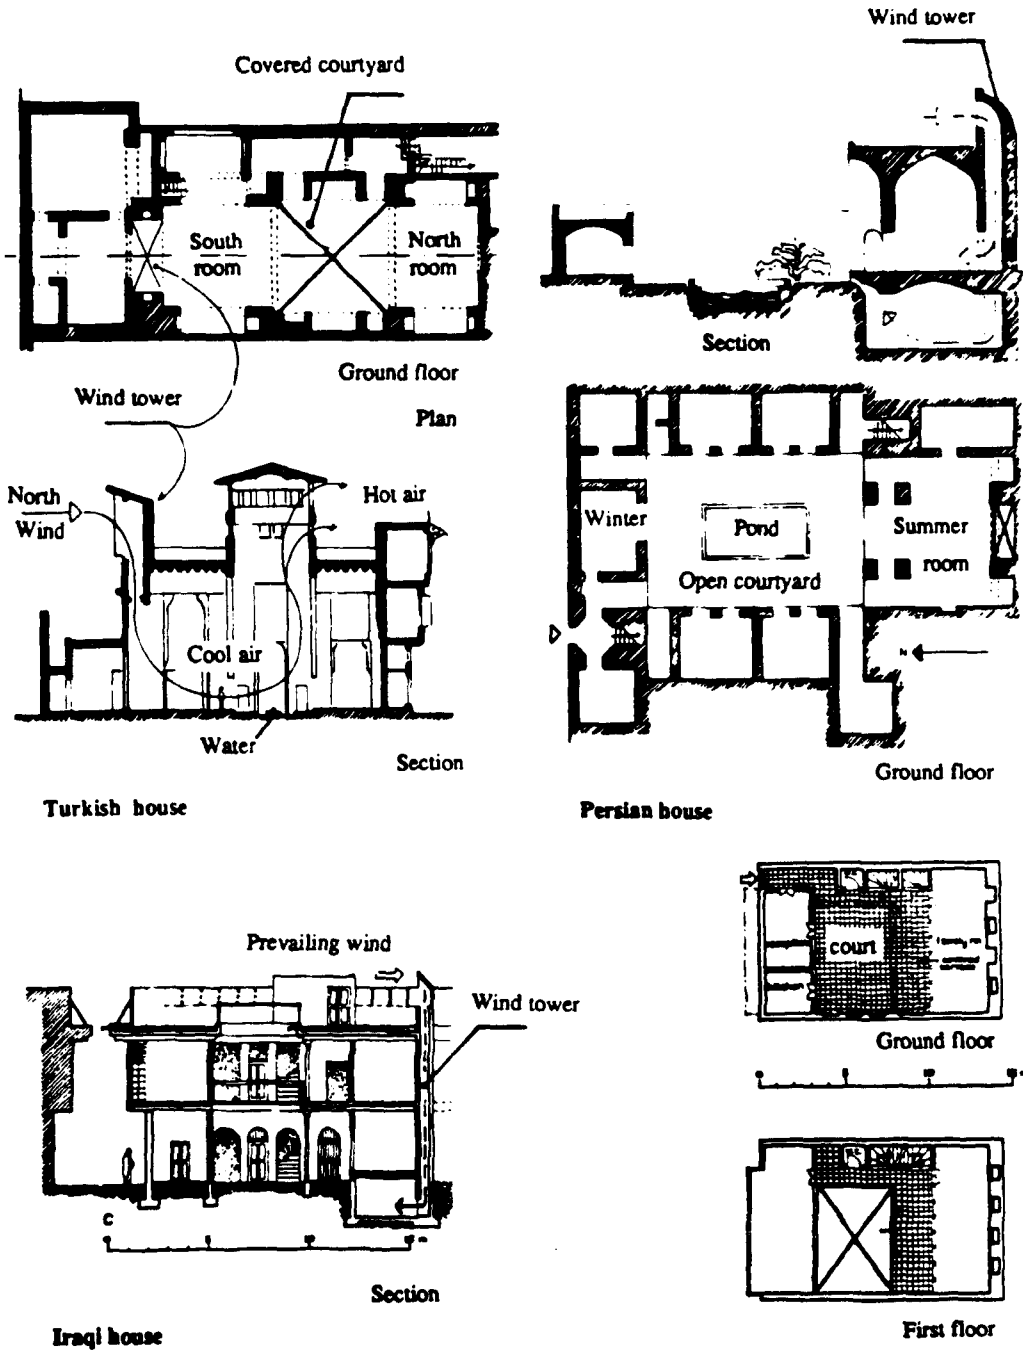 Wind tower
Covered courtyard
South
room
North
room
Ground floor
Plan
Wind tower
North
Wind
Hot air
Cool air
Water
Section
Turkish house
Section
Winter
Pond
Open courtyard
Summer
room
N
Ground floor
Persian house
Prevailing wind
Wind tower
C
Section
Iraqi house
court
Ground floor
First floor